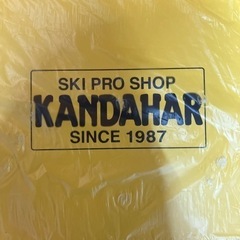 SKI PRO SHOP
KANDAHAR
SINCE 1987